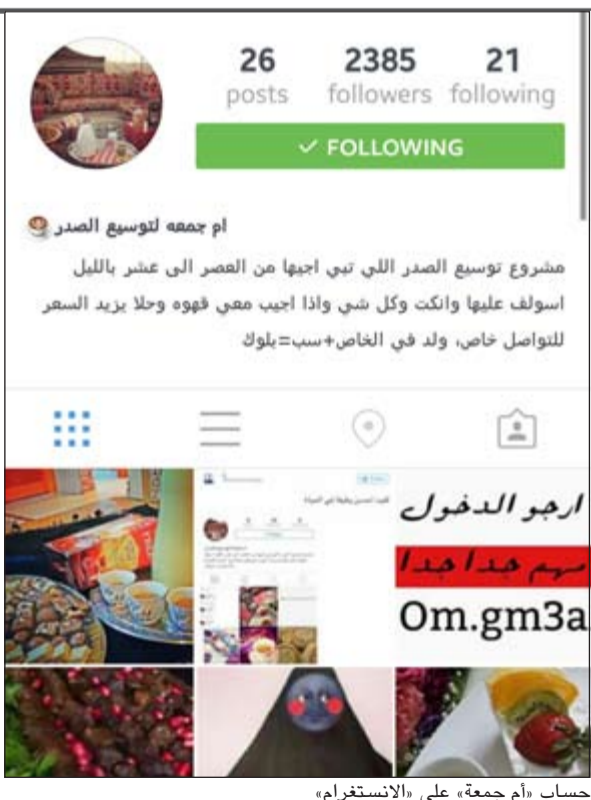 26 2385 21
posts followers following
✓ FOLLOWING
ام جمعه لتوسيع الصدر
مشروع توسيع الصدر اللي تبي اجيها من العصر الى عشر بالليل
اسولف عليها وانكت وكل شي واذا اجيب معي قهوه وحلا يزيد السعر
للتواصل خاص، ولد في الخاص+سب=بلوك
ارجو الدخول
مهم جدا جدا
Om.gm3a
حساب «أم جمعة» على «الانستغرام»